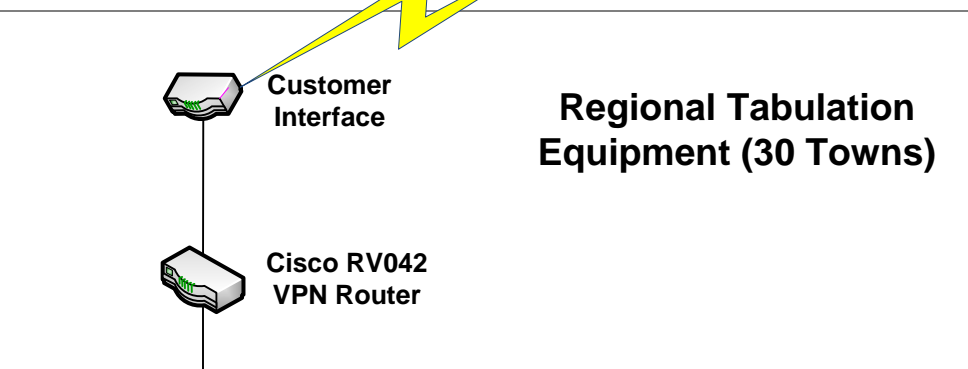 Customer
Interface
Regional Tabulation
Equipment (30 Towns)
Cisco RV042
VPN Router